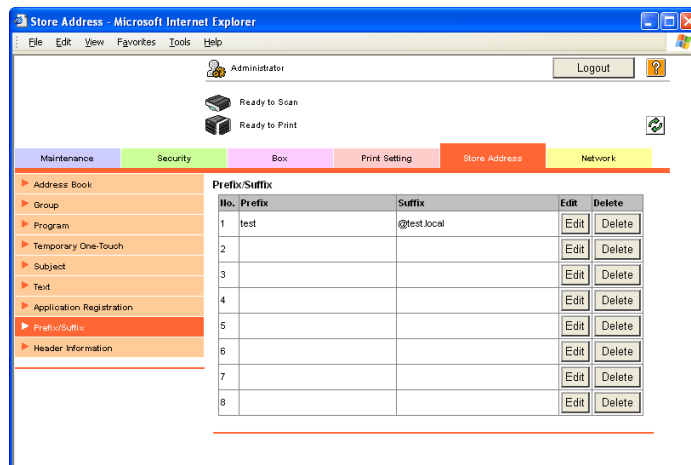 Store Address - Microsoft Internet Explorer
File Edit View Favorites Tools Help
Administrator
Logout
?
Ready to Scan
Ready to Print
Maintenance Security Box Print Setting Store Address Network
Address Book
Group
Program
Temporary One-Touch
Subject
Text
Application Registration
Prefix/Suffix
Header Information
Prefix/Suffix
No. Prefix Suffix Edit Delete
1 test @test.local Edit Delete
2 Edit Delete
3 Edit Delete
4 Edit Delete
5 Edit Delete
6 Edit Delete
7 Edit Delete
8 Edit Delete